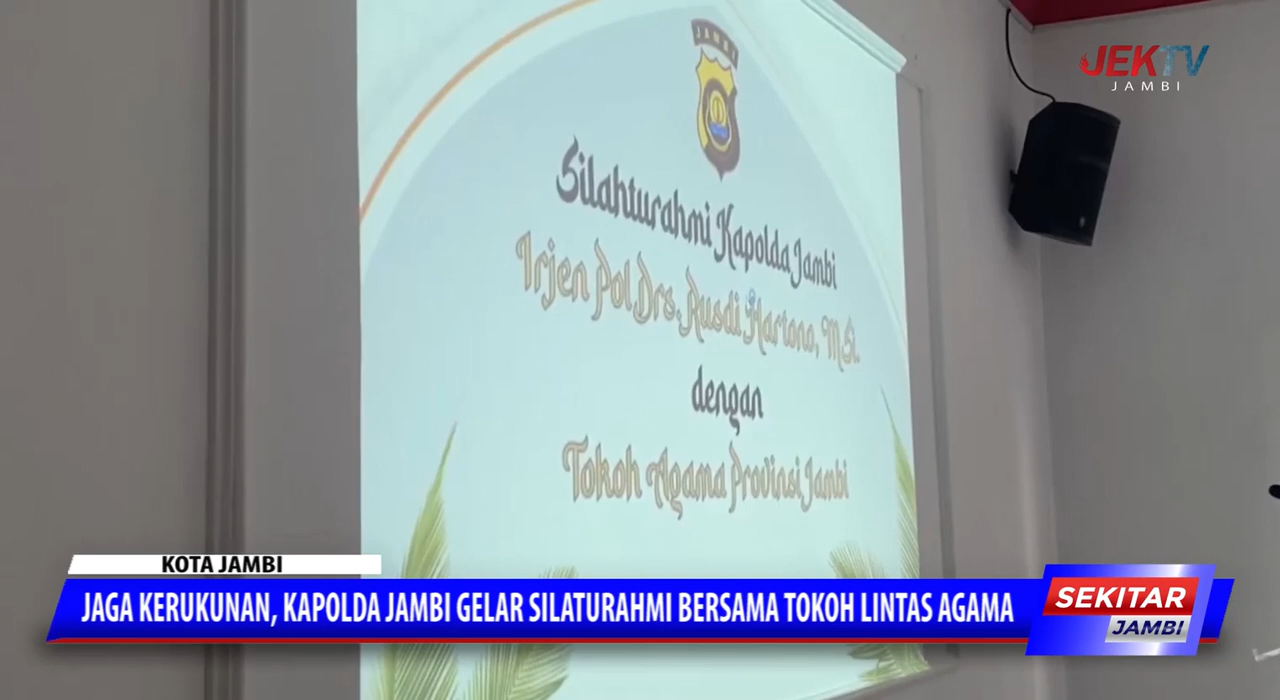 JEKTV
JAMBI
JAMBI
Silahturahmi Kapolda Jambi
Irjen Pol.Drs. Rusdi Hartono, M.Si.
dengan
Tokoh Agama Provinsi Jambi
KOTA JAMBI
JAGA KERUKUNAN, KAPOLDA JAMBI GELAR SILATURAHMI BERSAMA TOKOH LINTAS AGAMA
SEKITAR
JAMBI